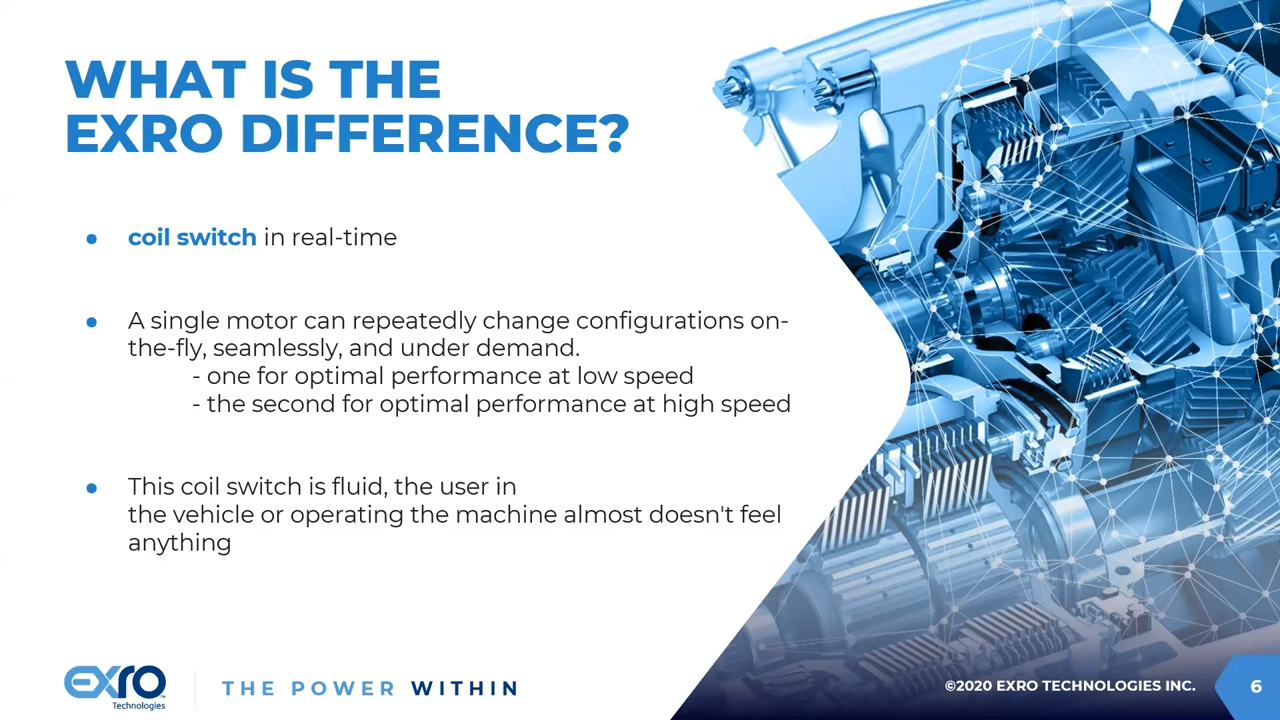 WHAT IS THE
EXRO DIFFERENCE?
● coil switch in real-time
● A single motor can repeatedly change configurations on-
the-fly, seamlessly, and under demand.
- one for optimal performance at low speed
- the second for optimal performance at high speed
● This coil switch is fluid, the user in
the vehicle or operating the machine almost doesn't feel
anything
exro™
Technologies
THE POWER WITHIN
©2020 EXRO TECHNOLOGIES INC.
6